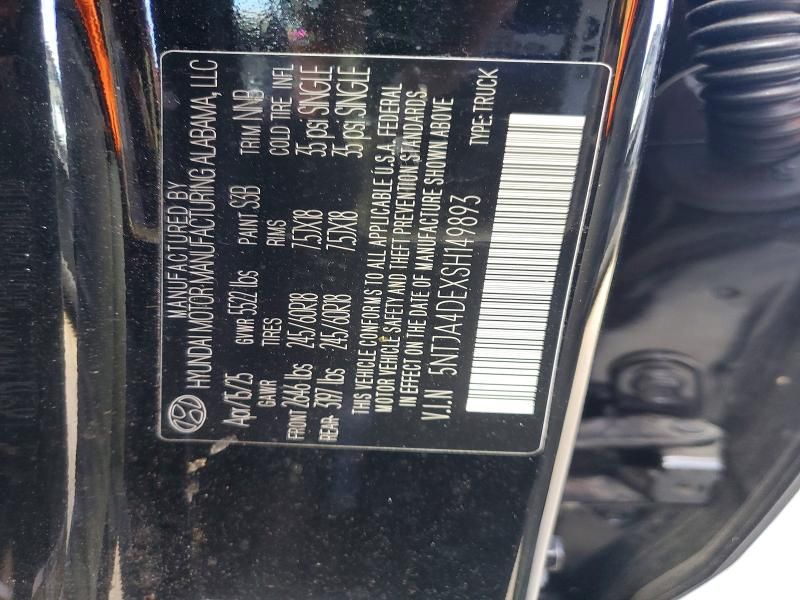 MANUFACTURED BY
HYUNDAI MOTOR MANUFACTURING ALABAMA, LLC
Apr/15/25 GVWR 5522 lbs PAINT S3B TRIM NNB
GAWR TIRES RIMS COLD TIRE INFL
FRONT 2646 lbs 245/60R18 7.5JX18 35 psi SINGLE
REAR 3197 lbs 245/60R18 7.5JX18 35 psi SINGLE
THIS VEHICLE CONFORMS TO ALL APPLICABLE U.S.A. FEDERAL
MOTOR VEHICLE SAFETY AND THEFT PREVENTION STANDARDS
IN EFFECT ON THE DATE OF MANUFACTURE SHOWN ABOVE
V.I.N 5NTJA4DEXSH149893 TYPE:TRUCK